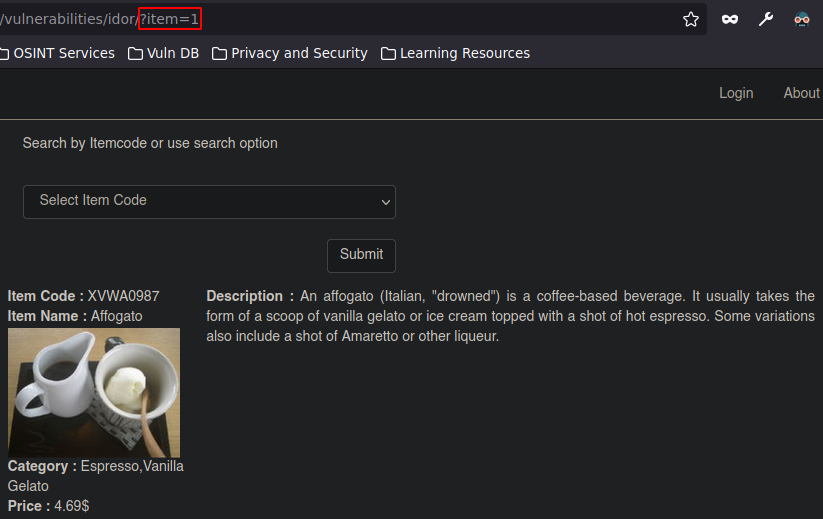 /vulnerabilities/idor/?item=1
OSINT Services Vuln DB Privacy and Security Learning Resources
Login About
Search by Itemcode or use search option
Select Item Code
Submit
Item Code : XVWA0987
Item Name : Affogato
Category : Espresso,Vanilla
Gelato
Price : 4.69$
Description : An affogato (Italian, "drowned") is a coffee-based beverage. It usually takes the
form of a scoop of vanilla gelato or ice cream topped with a shot of hot espresso. Some variations
also include a shot of Amaretto or other liqueur.